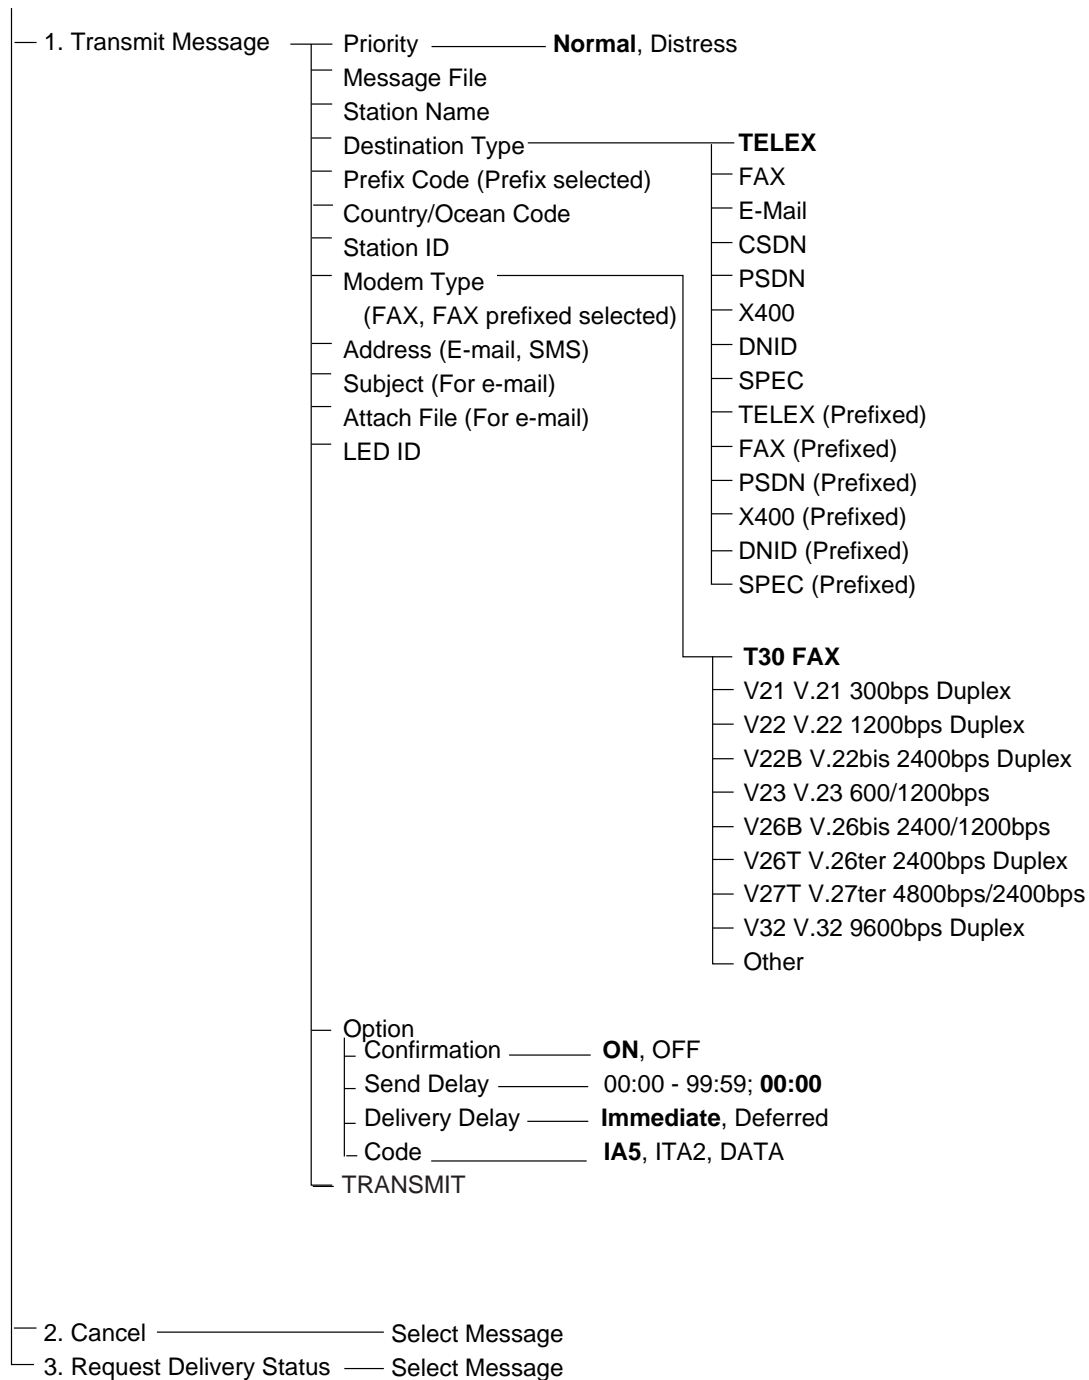 1. Transmit Message
Priority
Normal, Distress
Message File
Station Name
Destination Type
Prefix Code (Prefix selected)
Country/Ocean Code
Station ID
Modem Type
(FAX, FAX prefixed selected)
Address (E-mail, SMS)
Subject (For e-mail)
Attach File (For e-mail)
LED ID
TELEX
FAX
E-Mail
CSDN
PSDN
X400
DNID
SPEC
TELEX (Prefixed)
FAX (Prefixed)
PSDN (Prefixed)
X400 (Prefixed)
DNID (Prefixed)
SPEC (Prefixed)
T30 FAX
V21 V.21 300bps Duplex
V22 V.22 1200bps Duplex
V22B V.22bis 2400bps Duplex
V23 V.23 600/1200bps
V26B V.26bis 2400/1200bps
V26T V.26ter 2400bps Duplex
V27T V.27ter 4800bps/2400bps
V32 V.32 9600bps Duplex
Other
Option
Confirmation
ON, OFF
Send Delay
00:00 - 99:59; 00:00
Delivery Delay
Immediate, Deferred
Code
IA5, ITA2, DATA
TRANSMIT
2. Cancel
Select Message
3. Request Delivery Status
Select Message